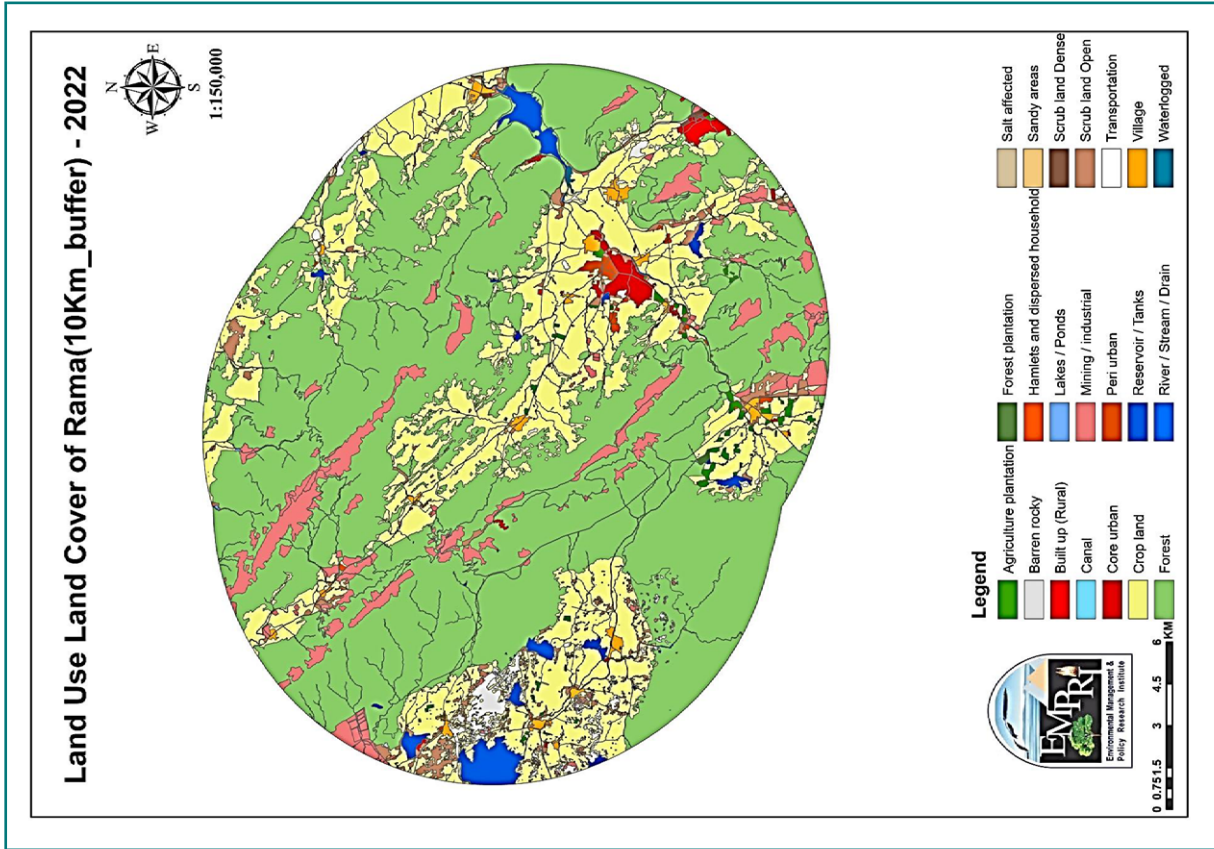 Land Use Land Cover of Rama(10Km_buffer) - 2022
N
W
E
S
1:150,000
Legend
Agriculture plantation
Barren rocky
Built up (Rural)
Canal
Core urban
Crop land
Forest
Forest plantation
Hamlets and dispersed household
Lakes / Ponds
Mining / industrial
Peri urban
Reservoir / Tanks
River / Stream / Drain
Salt affected
Sandy areas
Scrub land Dense
Scrub land Open
Transportation
Village
Waterlogged
EMPRI
Environmental Management &
Policy Research Institute
0 0.75 1.5 3 4.5 6
KM